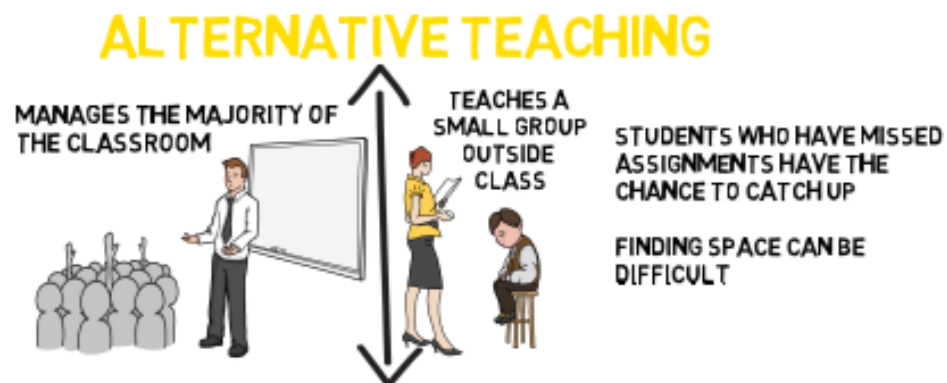 ALTERNATIVE TEACHING
MANAGES THE MAJORITY OF
THE CLASSROOM
TEACHES A
SMALL GROUP
OUTSIDE
CLASS
STUDENTS WHO HAVE MISSED
ASSIGNMENTS HAVE THE
CHANCE TO CATCH UP
FINDING SPACE CAN BE
DIFFICULT